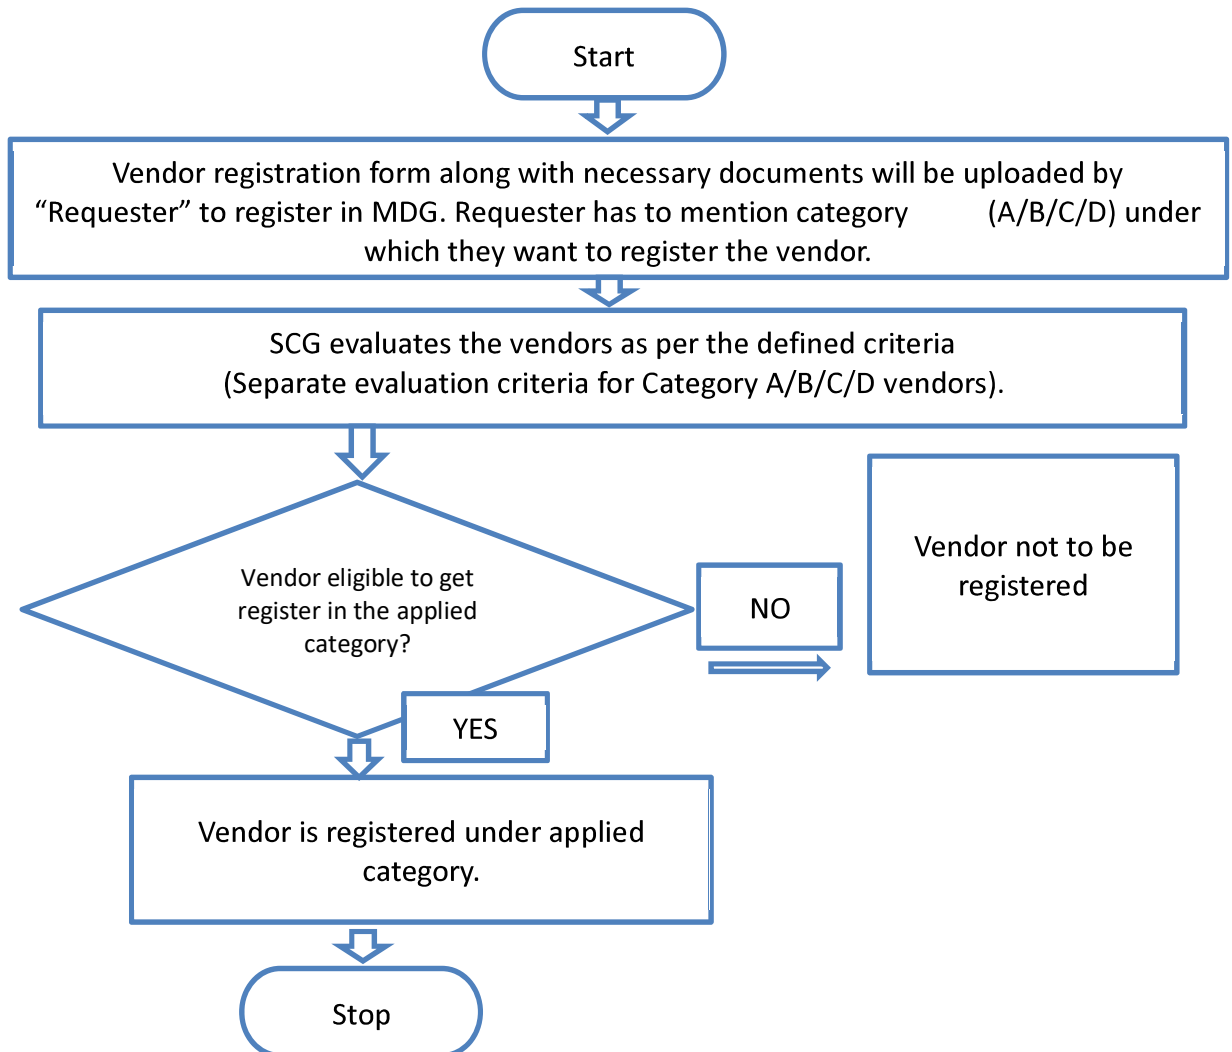 Start
Vendor registration form along with necessary documents will be uploaded by
“Requester” to register in MDG. Requester has to mention category (A/B/C/D) under
which they want to register the vendor.
SCG evaluates the vendors as per the defined criteria
(Separate evaluation criteria for Category A/B/C/D vendors).
Vendor eligible to get
register in the applied
category?
NO
Vendor not to be
registered
YES
Vendor is registered under applied
category.
Stop